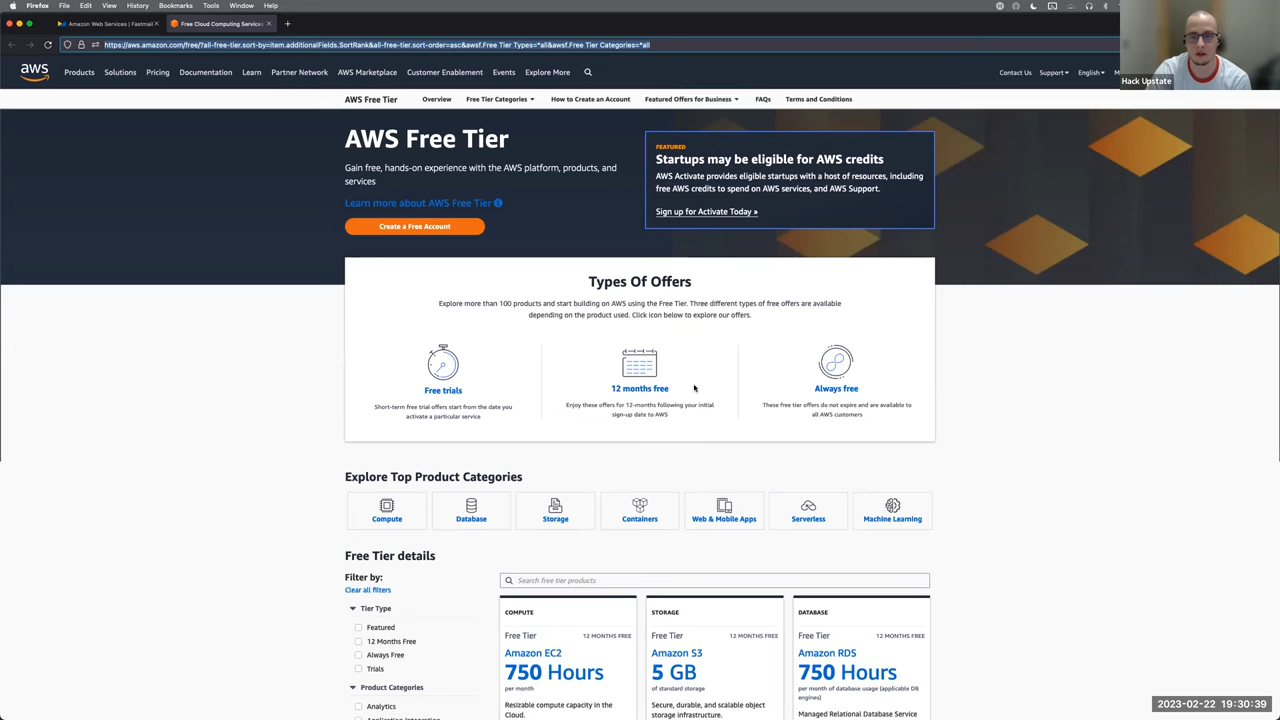 Firefox File Edit View History Bookmarks Tools Window Help
Amazon Web Services | Fastmail
Free Cloud Computing Services
https://aws.amazon.com/free/?all-free-tier.sort-by=item.additionalFields.SortRank&all-free-tier.sort-order=asc&awsf.Free Tier Types=*all&awsf.Free Tier Categories=*all
aws
Products Solutions Pricing Documentation Learn Partner Network AWS Marketplace Customer Enablement Events Explore More
Contact Us Support English
Hack Upstate
AWS Free Tier Overview Free Tier Categories How to Create an Account Featured Offers for Business FAQs Terms and Conditions
AWS Free Tier
Gain free, hands-on experience with the AWS platform, products, and
services
Learn more about AWS Free Tier
Create a Free Account
FEATURED
Startups may be eligible for AWS credits
AWS Activate provides eligible startups with a host of resources, including
free AWS credits to spend on AWS services, and AWS Support.
Sign up for Activate Today »
Types Of Offers
Explore more than 100 products and start building on AWS using the Free Tier. Three different types of free offers are available
depending on the product used. Click icon below to explore our offers.
Free trials
Short-term free trial offers start from the date you
activate a particular service
12 months free
Enjoy these offers for 12-months following your initial
sign-up date to AWS
Always free
These free tier offers do not expire and are available to
all AWS customers
Explore Top Product Categories
Compute
Database
Storage
Containers
Web & Mobile Apps
Serverless
Machine Learning
Free Tier details
Filter by:
Clear all filters
Tier Type
Featured
12 Months Free
Always Free
Trials
Product Categories
Analytics
Application Integration
Search free tier products
COMPUTE
Free Tier 12 MONTHS FREE
Amazon EC2
750 Hours
per month
Resizable compute capacity in the
Cloud.
STORAGE
Free Tier 12 MONTHS FREE
Amazon S3
5 GB
of standard storage
Secure, durable, and scalable object
storage infrastructure.
DATABASE
Free Tier 12 MONTHS FREE
Amazon RDS
750 Hours
per month of database usage (applicable DB
engines)
Managed Relational Database Service
2023-02-22 19:30:39